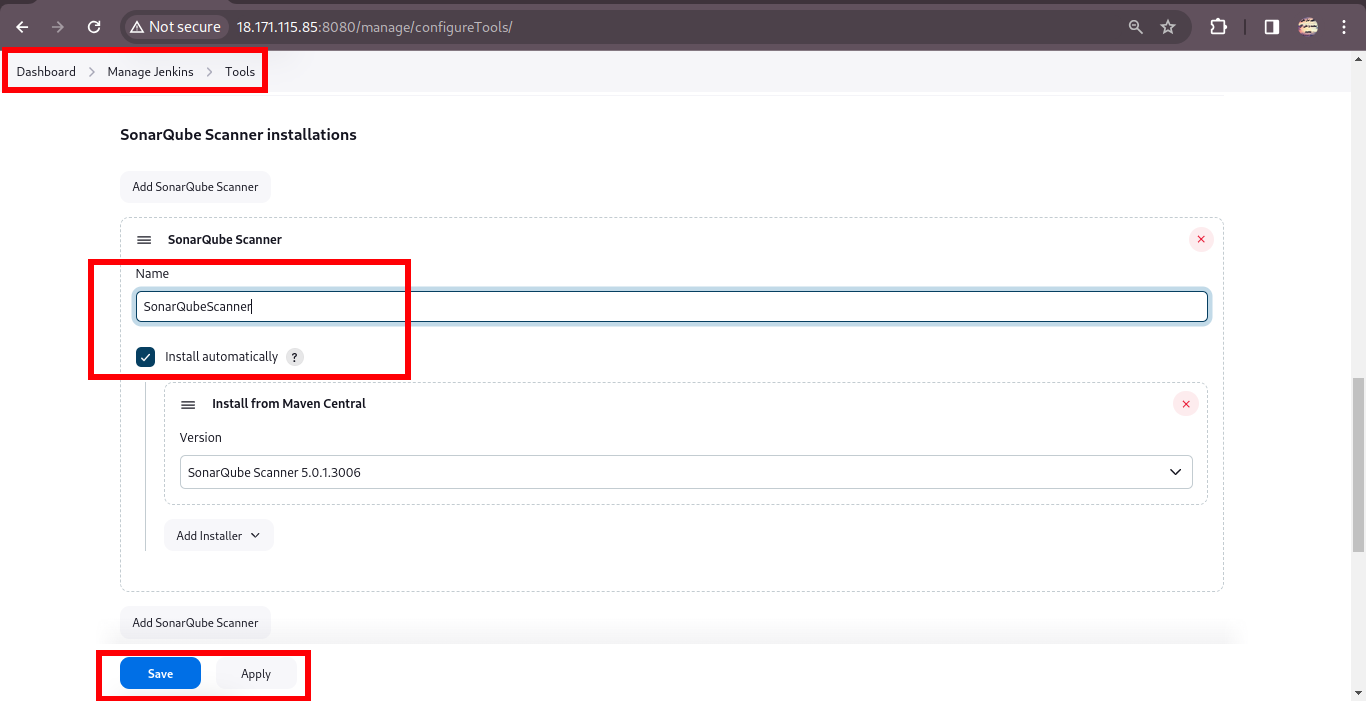 Not secure 18.171.115.85:8080/manage/configureTools/
Dashboard Manage Jenkins Tools
SonarQube Scanner installations
Add SonarQube Scanner
SonarQube Scanner
Name
SonarQubeScanner
Install automatically ?
Install from Maven Central
Version
SonarQube Scanner 5.0.1.3006
Add Installer
Add SonarQube Scanner
Save Apply